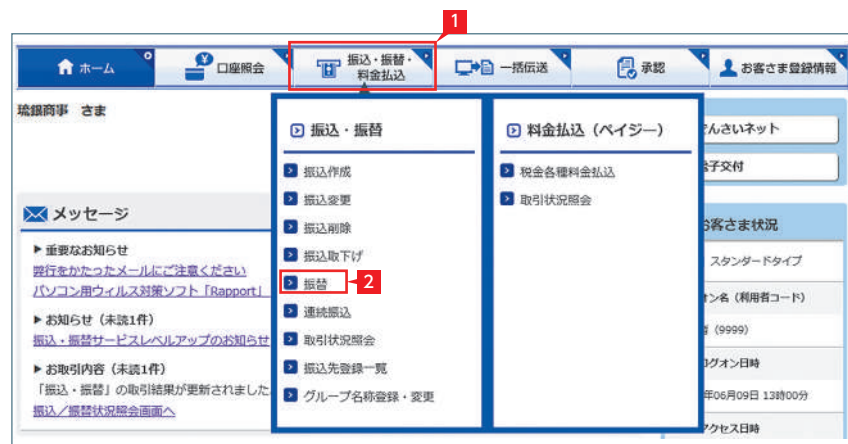 1
ホーム
口座照会
振込・振替・
料金払込
一括伝送
承認
お客さま登録情報
琉銀商事 さま
振込・振替
振込作成
振込変更
振込削除
振込取下げ
振替
2
連続振込
取引状況照会
振込先登録一覧
グループ名称登録・変更
料金払込（ペイジー）
税金各種料金払込
取引状況照会
メッセージ
▶ 重要なお知らせ
弊行をかたったメールにご注意ください
パソコン用ウィルス対策ソフト「Rapport」
▶ お知らせ（未読1件）
振込・振替サービスレベルアップのお知らせ
▶ お取引内容（未読1件）
「振込・振替」の取引結果が更新されました
振込／振替状況照会画面へ
んさいネット
子交付
客さま状況
スタンダードタイプ
ン名（利用者コード）
（9999）
グオン日時
年06月09日 13時00分
アクセス日時